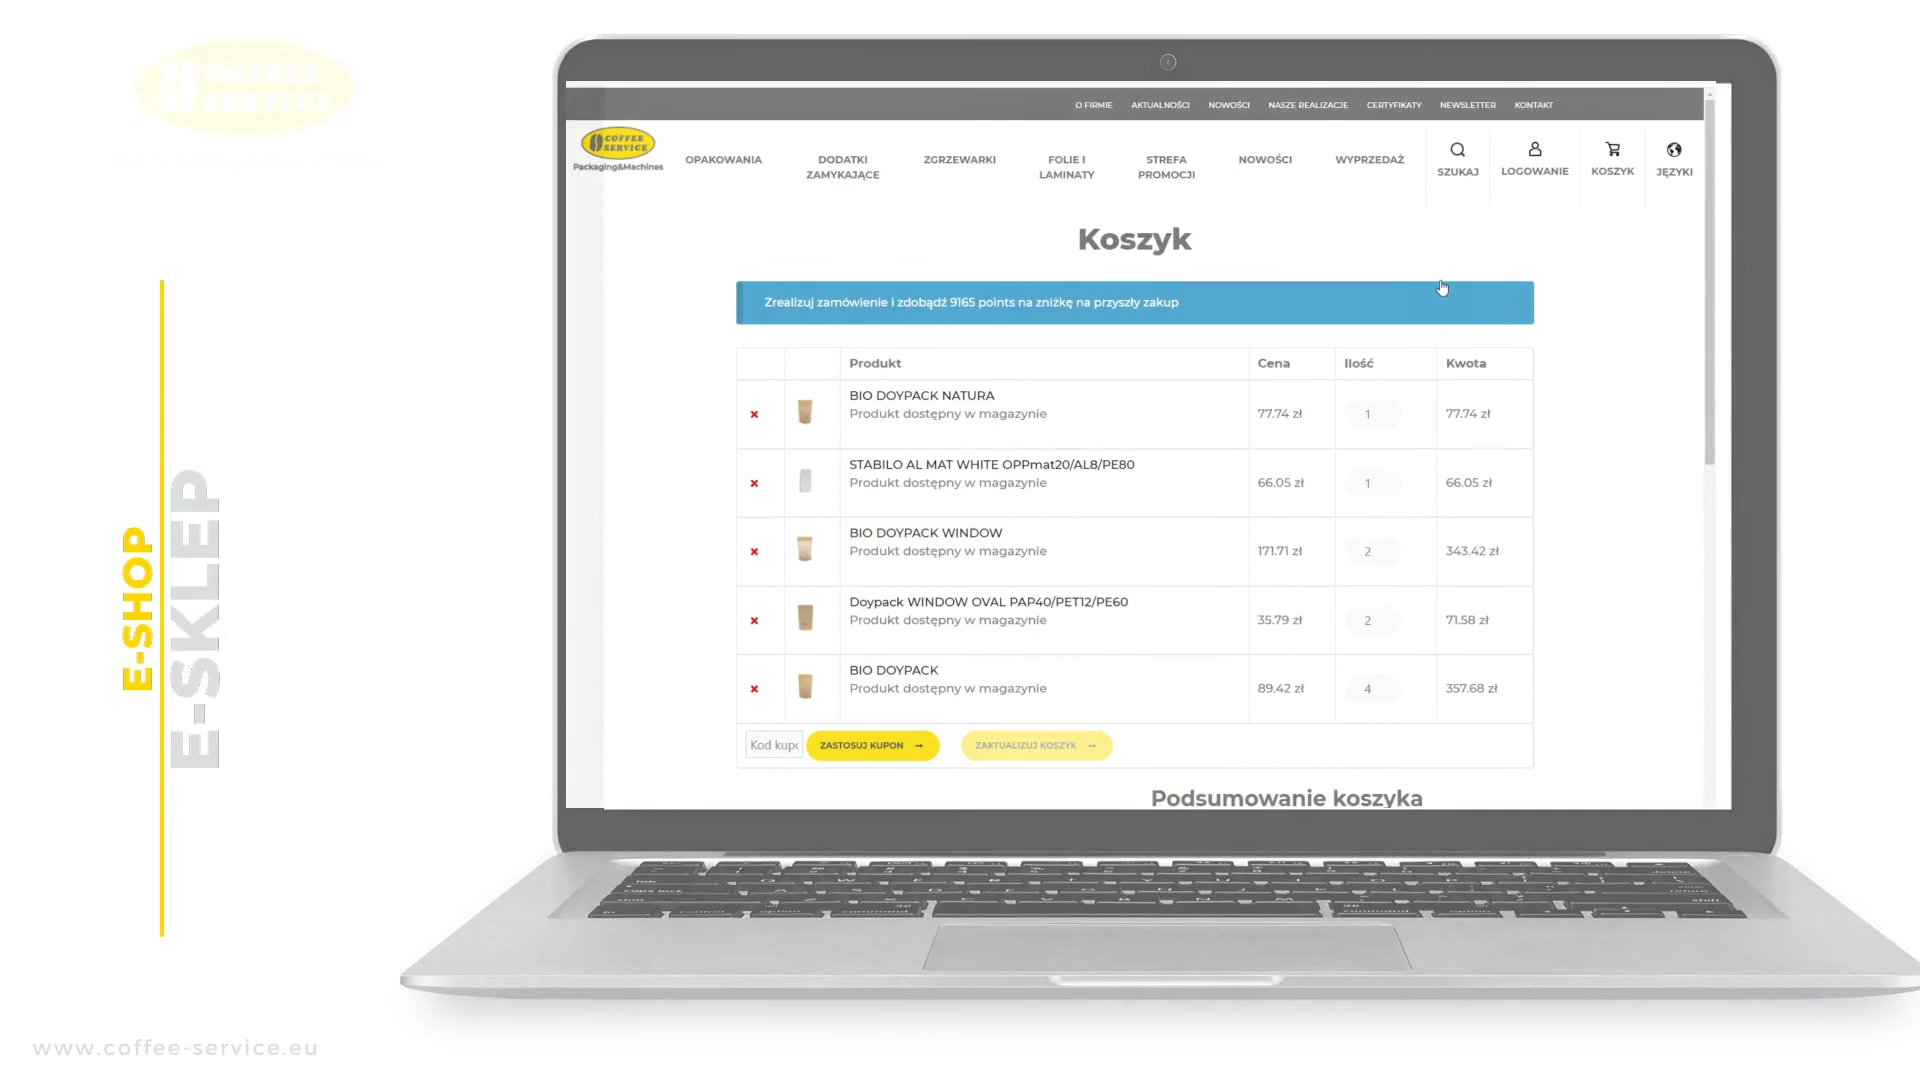 COFFEE
SERVICE
O FIRMIE AKTUALNOŚCI NOWOŚCI NASZE REALIZACJE CERTYFIKATY NEWSLETTER KONTAKT
COFFEE
SERVICE
Packaging&Machines
OPAKOWANIA
DODATKI
ZAMYKAJĄCE
ZGRZEWARKI
FOLIE I
LAMINATY
STREFA
PROMOCJI
NOWOŚCI
WYPRZEDAŻ
SZUKAJ
LOGOWANIE
KOSZYK
JĘZYKI
Koszyk
Zrealizuj zamówienie i zdobądź 9165 points na zniżkę na przyszły zakup
Produkt Cena Ilość Kwota
BIO DOYPACK NATURA
Produkt dostępny w magazynie 77.74 zł 1 77.74 zł
STABILO AL MAT WHITE OPPmat20/AL8/PE80
Produkt dostępny w magazynie 66.05 zł 1 66.05 zł
BIO DOYPACK WINDOW
Produkt dostępny w magazynie 171.71 zł 2 343.42 zł
Doypack WINDOW OVAL PAP40/PET12/PE60
Produkt dostępny w magazynie 35.79 zł 2 71.58 zł
BIO DOYPACK
Produkt dostępny w magazynie 89.42 zł 4 357.68 zł
Kod kupo ZASTOSUJ KUPON → ZAKTUALIZUJ KOSZYK →
Podsumowanie koszyka
E-SHOP
E-SKLEP
www.coffee-service.eu